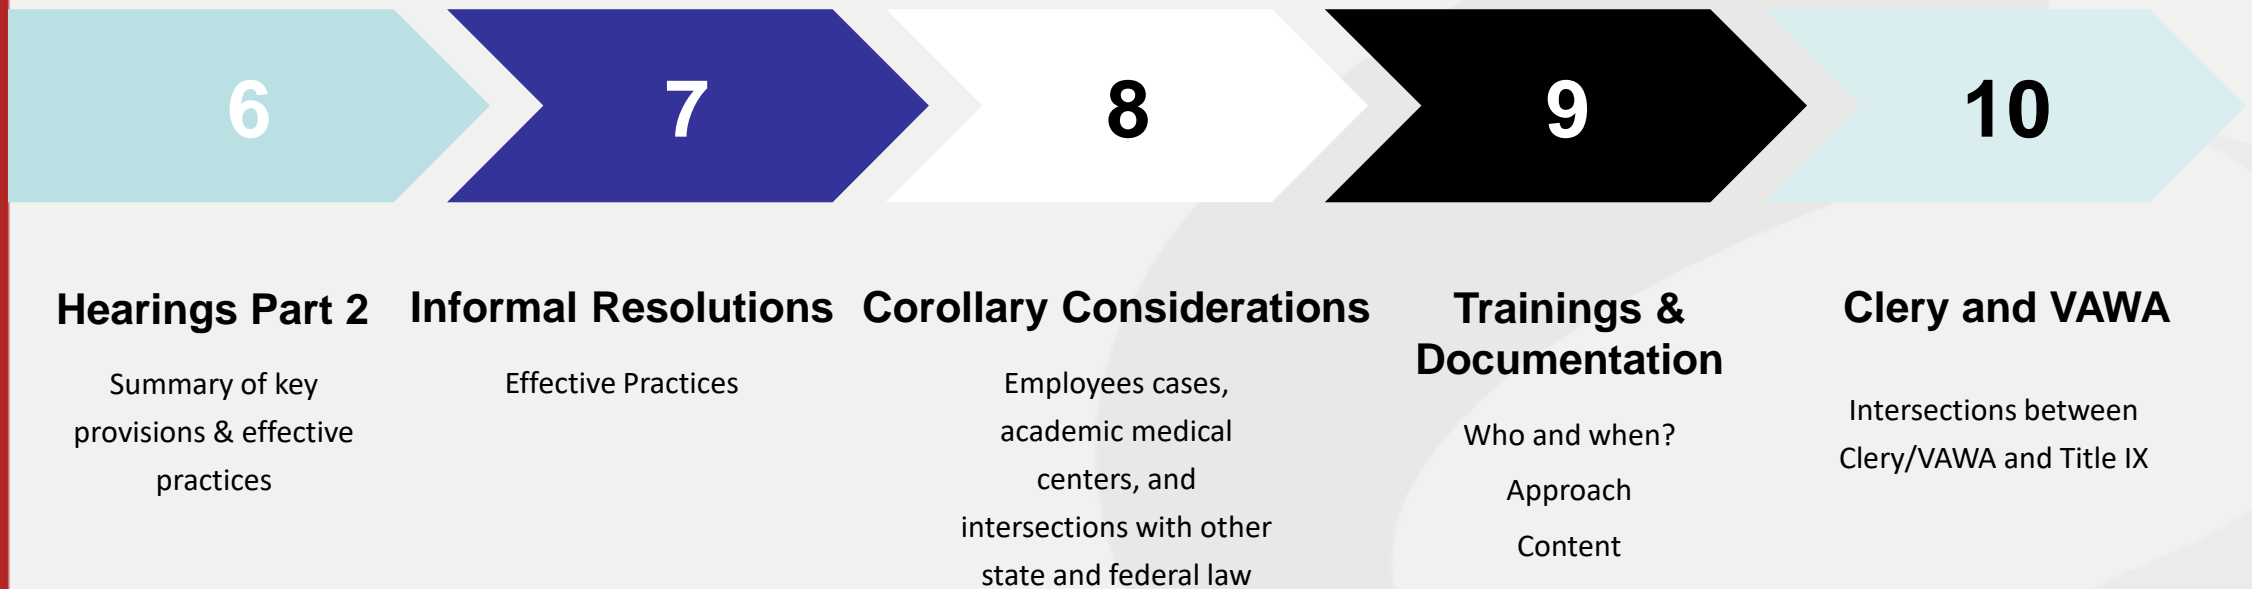 6
7
8
9
10
Hearings Part 2
Summary of key
provisions & effective
practices
Informal Resolutions
Effective Practices
Corollary Considerations
Employees cases,
academic medical
centers, and
intersections with other
state and federal law
Trainings &
Documentation
Who and when?
Approach
Content
Clery and VAWA
Intersections between
Clery/VAWA and Title IX